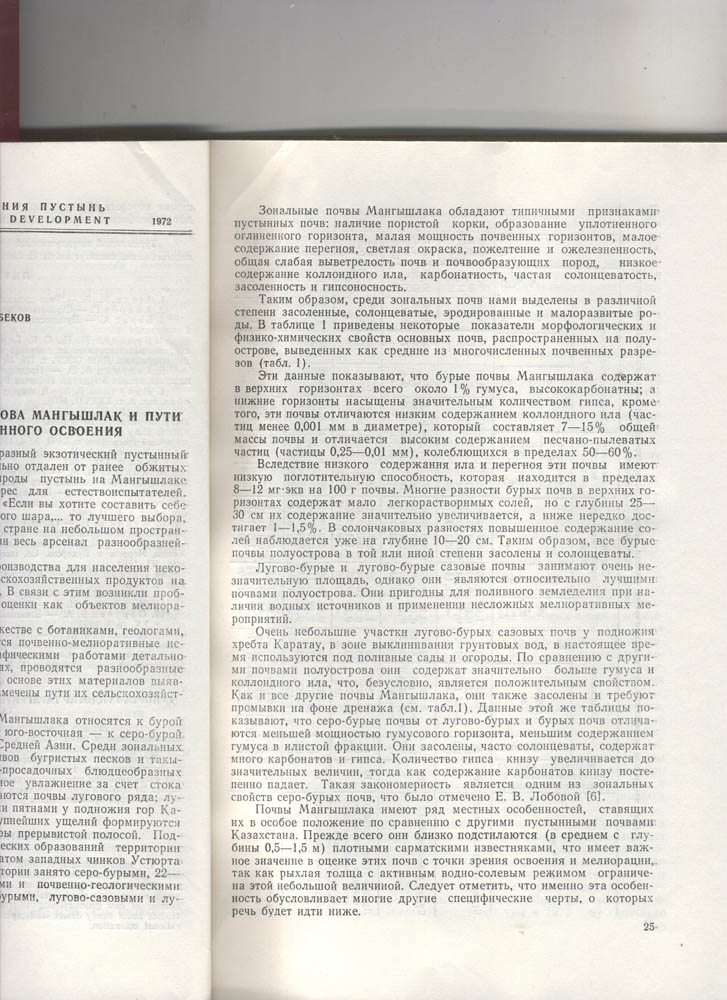 НИЯ ПУСТЫНЬ
DEVELOPMENT 1972
БЕКОВ
ОВА МАНГЫШЛАК И ПУТИ
ННОГО ОСВОЕНИЯ
разный экзотический пустынный
ьно отдален от ранее обжитых
роды пустынь на Мангышлаке
рес для естествоиспытателей.
«Если вы хотите составить себе
ого шара,... то лучшего выбора,
стране на небольшом простран-
ан весь арсенал разнообразней-
роизводства для населения неко-
скохозяйственных продуктов на
. В связи с этим возникли проб-
оценки как объектов мелиора-
жестве с ботаниками, геологами,
тся почвенно-мелиоративные ис-
афическими работами детально-
ах, проводятся разнообразные
основе этих материалов выяв-
амечены пути их сельскохозяйст-
Мангышлака относятся к бурой
юго-восточная — к серо-бурой
Средней Азии. Среди зональных
ивов бугристых песков и такы-
-просадочных блюдцеобразных
ное увлажнение за счет стока
аются почвы лугового ряда; лу-
и пятнами у подножия гор Ка-
упнейших ущелий формируются
ры прерывистой полосой. Под-
еских образований территории
атом западных чинков Устюрта
тории занято серо-бурыми, 22—
ми и почвенно-геологическими
бурыми, лугово-сазовыми и лу-
Зональные почвы Мангышлака обладают типичными признаками
пустынных почв: наличие пористой корки, образование уплотненного
оглиненного горизонта, малая мощность почвенных горизонтов, малое
содержание перегноя, светлая окраска, пожелтение и ожелезненность,
общая слабая выветрелость почв и почвообразующих пород, низкое
содержание коллоидного ила, карбонатность, частая солонцеватость,
засоленность и гипсоносность.
Таким образом, среди зональных почв нами выделены в различной
степени засоленные, солонцеватые, эродированные и малоразвитые ро-
ды. В таблице 1 приведены некоторые показатели морфологических и
физико-химических свойств основных почв, распространенных на полу-
острове, выведенных как средние из многочисленных почвенных разре-
зов (табл. 1).
Эти данные показывают, что бурые почвы Мангышлака содержат
в верхних горизонтах всего около 1% гумуса, высококарбонатны; а
нижние горизонты насыщены значительным количеством гипса, кроме
того, эти почвы отличаются низким содержанием коллоидного ила (час-
тиц менее 0,001 мм в диаметре), который составляет 7—15% общей
массы почвы и отличается высоким содержанием песчано-пылеватых
частиц (частицы 0,25—0,01 мм), колеблющихся в пределах 50—60%.
Вследствие низкого содержания ила и перегноя эти почвы имеют
низкую поглотительную способность, которая находится в пределах
8—12 мг·экв на 100 г почвы. Многие разности бурых почв в верхних го-
ризонтах содержат мало легкорастворимых солей, но с глубины 25—
30 см их содержание значительно увеличивается, а ниже нередко дос-
тигает 1—1,5%. В солончаковых разностях повышенное содержание со-
лей наблюдается уже на глубине 10—20 см. Таким образом, все бурые
почвы полуострова в той или иной степени засолены и солонцеваты.
Лугово-бурые и лугово-бурые сазовые почвы занимают очень не-
значительную площадь, однако они являются относительно лучшими
почвами полуострова. Они пригодны для поливного земледелия при на-
личии водных источников и применении несложных мелиоративных ме-
роприятий.
Очень небольшие участки лугово-бурых сазовых почв у подножия
хребта Каратау, в зоне выклинивания грунтовых вод, в настоящее вре-
мя используются под поливные сады и огороды. По сравнению с други-
ми почвами полуострова они содержат значительно больше гумуса и
коллоидного ила, что, безусловно, является положительным свойством.
Как и все другие почвы Мангышлака, они также засолены и требуют
промывки на фоне дренажа (см. табл.1). Данные этой же таблицы по-
казывают, что серо-бурые почвы от лугово-бурых и бурых почв отлича-
ются меньшей мощностью гумусового горизонта, меньшим содержанием
гумуса в илистой фракции. Они засолены, часто солонцеваты, содержат
много карбонатов и гипса. Количество гипса книзу увеличивается до
значительных величин, тогда как содержание карбонатов книзу посте-
пенно падает. Такая закономерность является одним из зональных
свойств серо-бурых почв, что было отмечено Е. В. Лобовой [6].
Почвы Мангышлака имеют ряд местных особенностей, ставящих
их в особое положение по сравнению с другими пустынными почвами
Казахстана. Прежде всего они близко подстилаются (в среднем с глу-
бины 0,5—1,5 м) плотными сарматскими известняками, что имеет важ-
ное значение в оценке этих почв с точки зрения освоения и мелиорации,
так как рыхлая толща с активным водно-солевым режимом ограниче-
на этой небольшой величиной. Следует отметить, что именно эта особен-
ность обусловливает многие другие специфические черты, о которых
речь будет идти ниже.
25